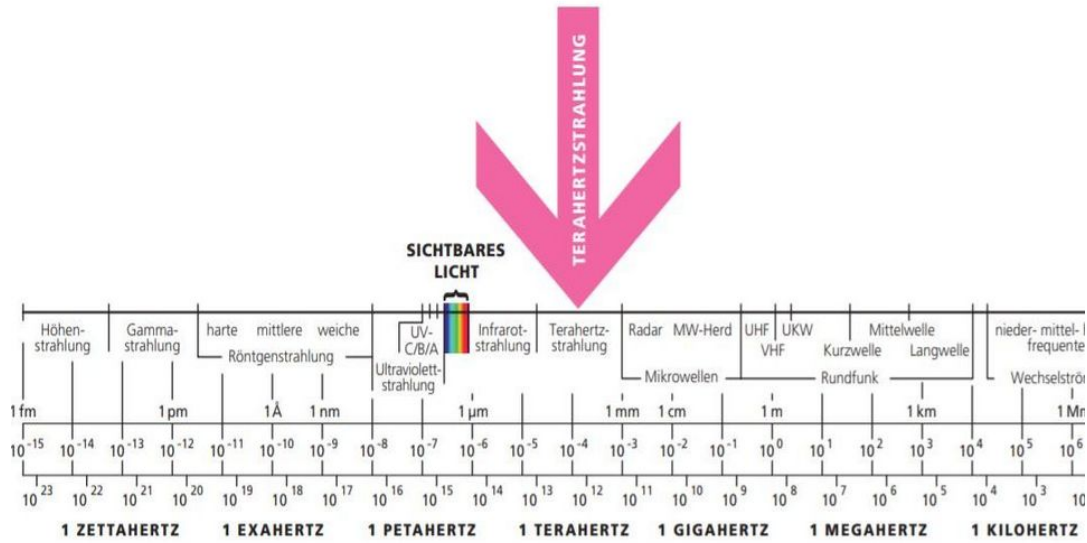 TERAHERTZSTRAHLUNG
SICHTBARES
LICHT
Höhen-
strahlung
Gamma-
strahlung
harte mittlere weiche
Röntgenstrahlung
UV-
C/B/A
Ultraviolett-
strahlung
Infrarot-
strahlung
Terahertz-
strahlung
Radar MW-Herd
Mikrowellen
UHF
VHF
UKW
Kurzwelle
Mittelwelle
Langwelle
Rundfunk
nieder- mittel-
frequente
Wechselström
1 fm 1 pm 1 Å 1 nm 1 µm 1 mm 1 cm 1 m 1 km 1 Mm
10⁻¹⁵ 10⁻¹⁴ 10⁻¹³ 10⁻¹² 10⁻¹¹ 10⁻¹⁰ 10⁻⁹ 10⁻⁸ 10⁻⁷ 10⁻⁶ 10⁻⁵ 10⁻⁴ 10⁻³ 10⁻² 10⁻¹ 10⁰ 10¹ 10² 10³ 10⁴ 10⁵ 10⁶
10²³ 10²² 10²¹ 10²⁰ 10¹⁹ 10¹⁸ 10¹⁷ 10¹⁶ 10¹⁵ 10¹⁴ 10¹³ 10¹² 10¹¹ 10¹⁰ 10⁹ 10⁸ 10⁷ 10⁶ 10⁵ 10⁴ 10³
1 ZETTAHERTZ 1 EXAHERTZ 1 PETAHERTZ 1 TERAHERTZ 1 GIGAHERTZ 1 MEGAHERTZ 1 KILOHERTZ